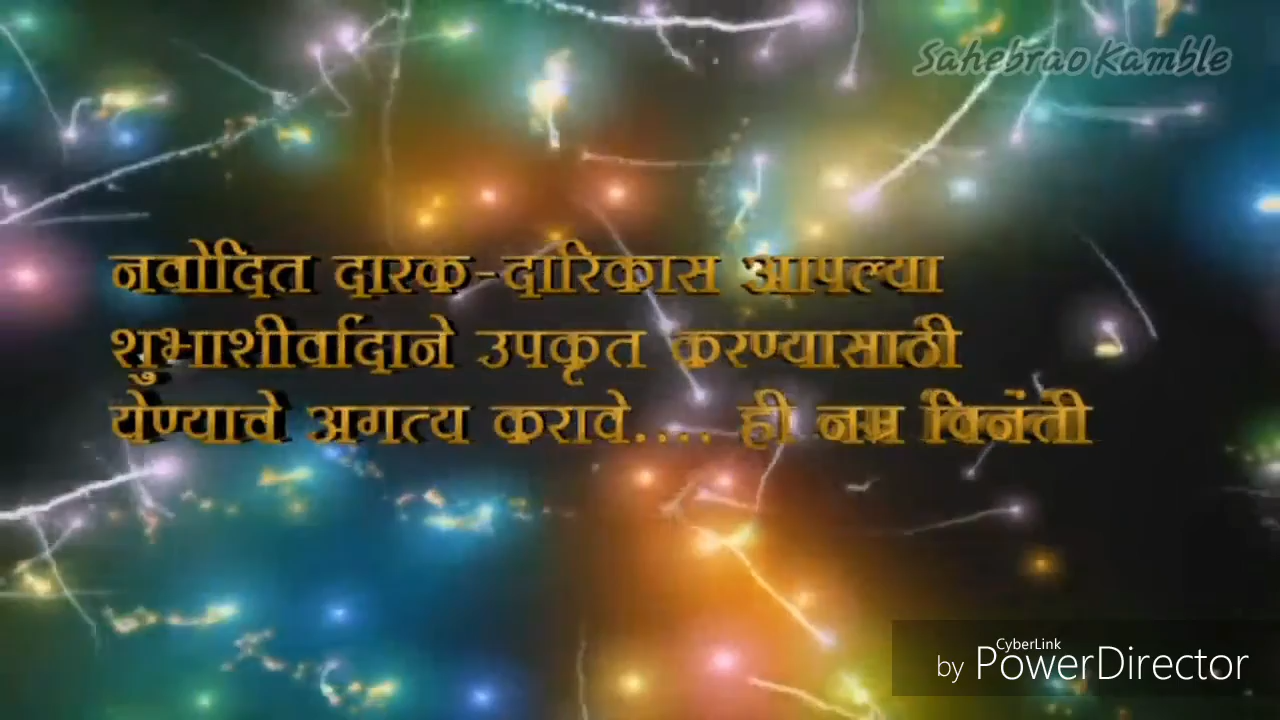 Sahebrao Kamble
नवोदित दारक-दारिकास आपल्या
शुभाशीर्वादाने उपकृत करण्यासाठी
येण्याचे अगत्य करावे.... ही नम्र विनंती
CyberLink
by PowerDirector